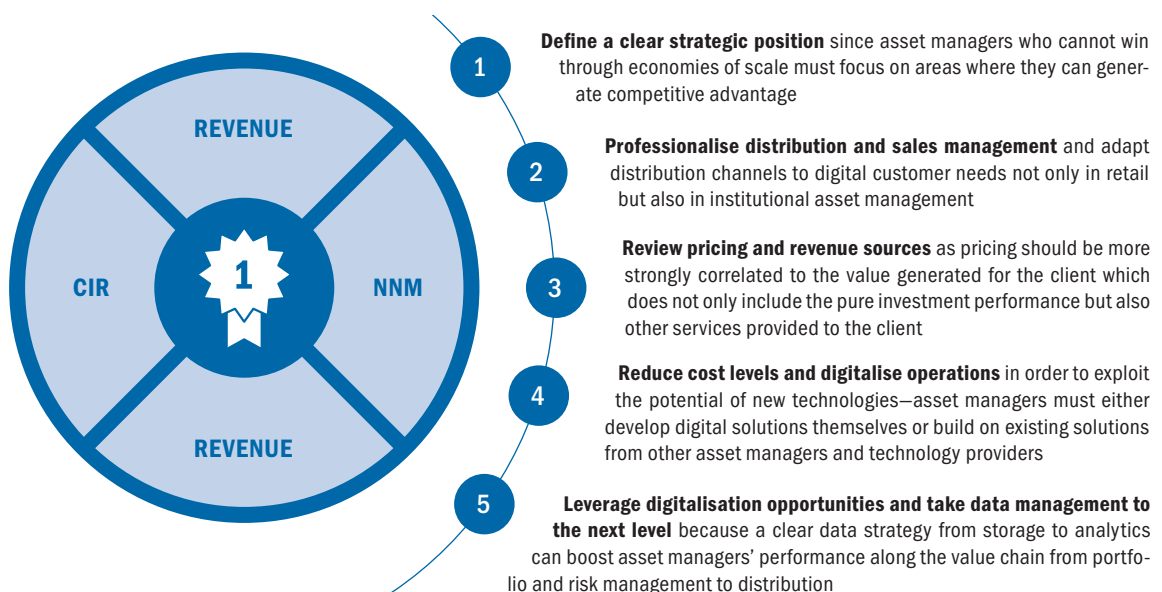 REVENUE
CIR
1
NNM
REVENUE
1
Define a clear strategic position since asset managers who cannot win
through economies of scale must focus on areas where they can gener-
ate competitive advantage
2
Professionalise distribution and sales management and adapt
distribution channels to digital customer needs not only in retail
but also in institutional asset management
3
Review pricing and revenue sources as pricing should be more
strongly correlated to the value generated for the client which
does not only include the pure investment performance but also
other services provided to the client
4
Reduce cost levels and digitalise operations in order to exploit
the potential of new technologies—asset managers must either
develop digital solutions themselves or build on existing solutions
from other asset managers and technology providers
5
Leverage digitalisation opportunities and take data management to
the next level because a clear data strategy from storage to analytics
can boost asset managers' performance along the value chain from portfo-
lio and risk management to distribution